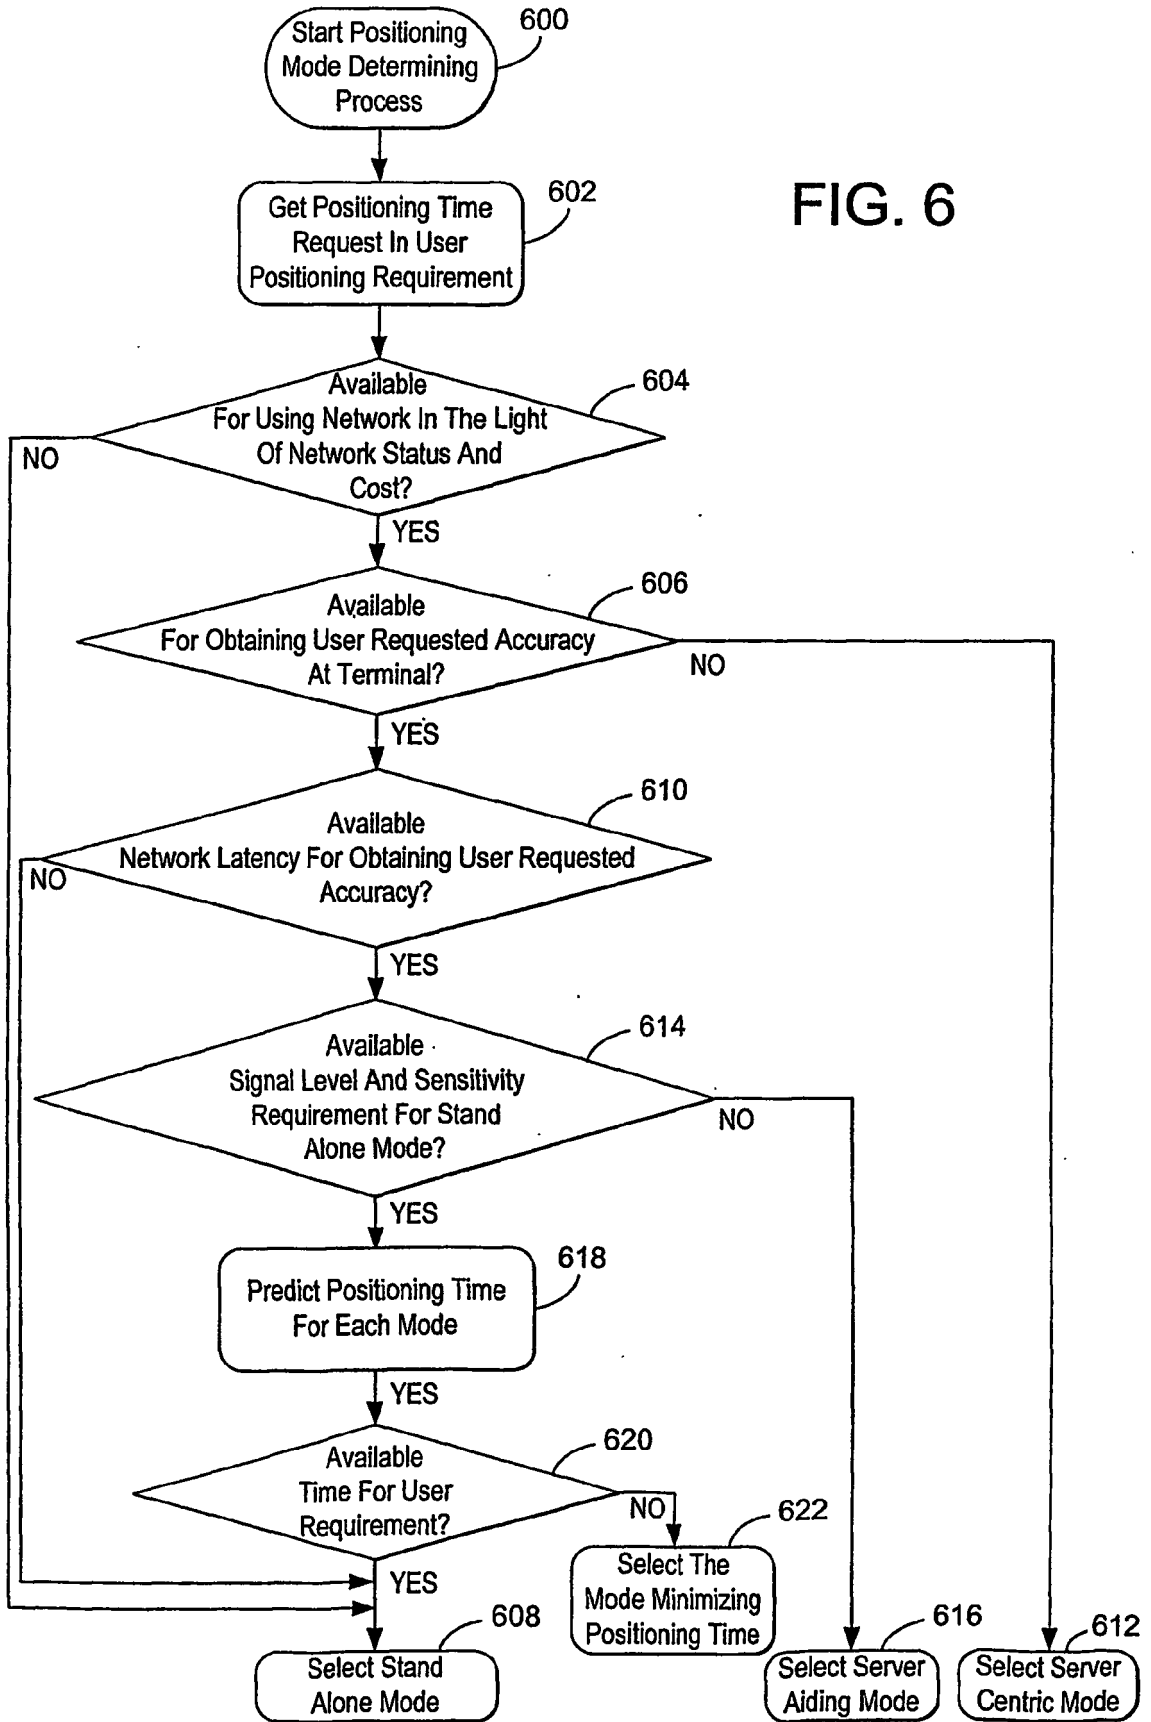 Start Positioning
Mode Determining
Process
600
FIG. 6
Get Positioning Time
Request In User
Positioning Requirement
602
Available
For Using Network In The Light
Of Network Status And
Cost?
604
NO
YES
Available
For Obtaining User Requested Accuracy
At Terminal?
606
NO
YES
Available
Network Latency For Obtaining User Requested
Accuracy?
610
NO
YES
Available
Signal Level And Sensitivity
Requirement For Stand
Alone Mode?
614
NO
YES
Predict Positioning Time
For Each Mode
618
YES
Available
Time For User
Requirement?
620
NO
YES
Select The
Mode Minimizing
Positioning Time
622
Select Stand
Alone Mode
608
Select Server
Aiding Mode
616
Select Server
Centric Mode
612